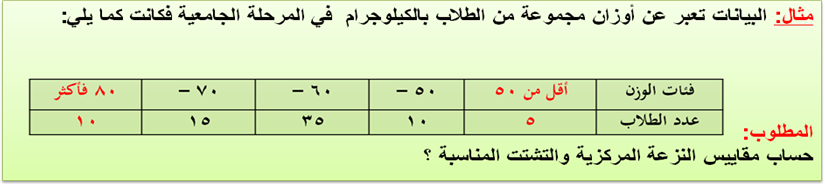 مثال: البيانات تعبر عن أوزان مجموعة من الطلاب بالكيلوجرام في المرحلة الجامعية فكانت كما يلي:
فئات الوزن أقل من ٥٠ ٥٠ – ٦٠ – ٧٠ – ٨٠ فأكثر
عدد الطلاب ٥ ١٠ ٣٥ ١٥ ١٠
المطلوب:
حساب مقاييس النزعة المركزية والتشتت المناسبة ؟